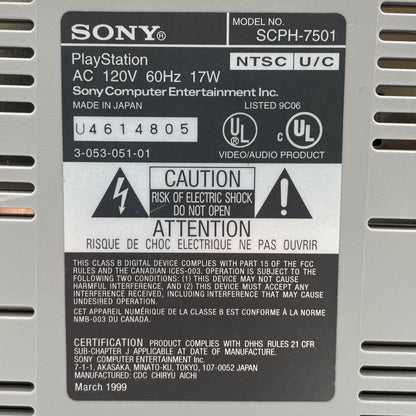 SONY®
MODEL NO.
SCPH-7501
PlayStation
NTSC U/C
AC 120V 60Hz 17W
Sony Computer Entertainment Inc.
MADE IN JAPAN
LISTED 9C06
U4614805
UL ®
C UL ®
3-053-051-01
VIDEO/AUDIO PRODUCT
CAUTION
RISK OF ELECTRIC SHOCK
DO NOT OPEN
ATTENTION
RISQUE DE CHOC ELECTRIQUE NE PAS OUVRIR
THIS CLASS B DIGITAL DEVICE COMPLIES WITH PART 15 OF THE FCC
RULES AND THE CANADIAN ICES-003. OPERATION IS SUBJECT TO THE
FOLLOWING TWO CONDITIONS: (1) THIS DEVICE MAY NOT CAUSE
HARMFUL INTERFERENCE, AND (2) THIS DEVICE MUST ACCEPT ANY
INTERFERENCE RECEIVED, INCLUDING INTERFERENCE THAT MAY
CAUSE UNDESIRED OPERATION.
CET APPAREIL NUMÉRIQUE DE LA CLASSE B EST CONFORME À LA NORME
NMB-003 DU CANADA.
CERTIFICATION PRODUCT COMPLIES WITH DHHS RULES 21 CFR
SUB-CHAPTER J APPLICABLE AT DATE OF MANUFACTURE.
SONY COMPUTER ENTERTAINMENT Inc.
7-1-1, AKASAKA, MINATO-KU, TOKYO, 107-0052 JAPAN
MANUFACTURED: CDC CHIRYU AICHI
March 1999